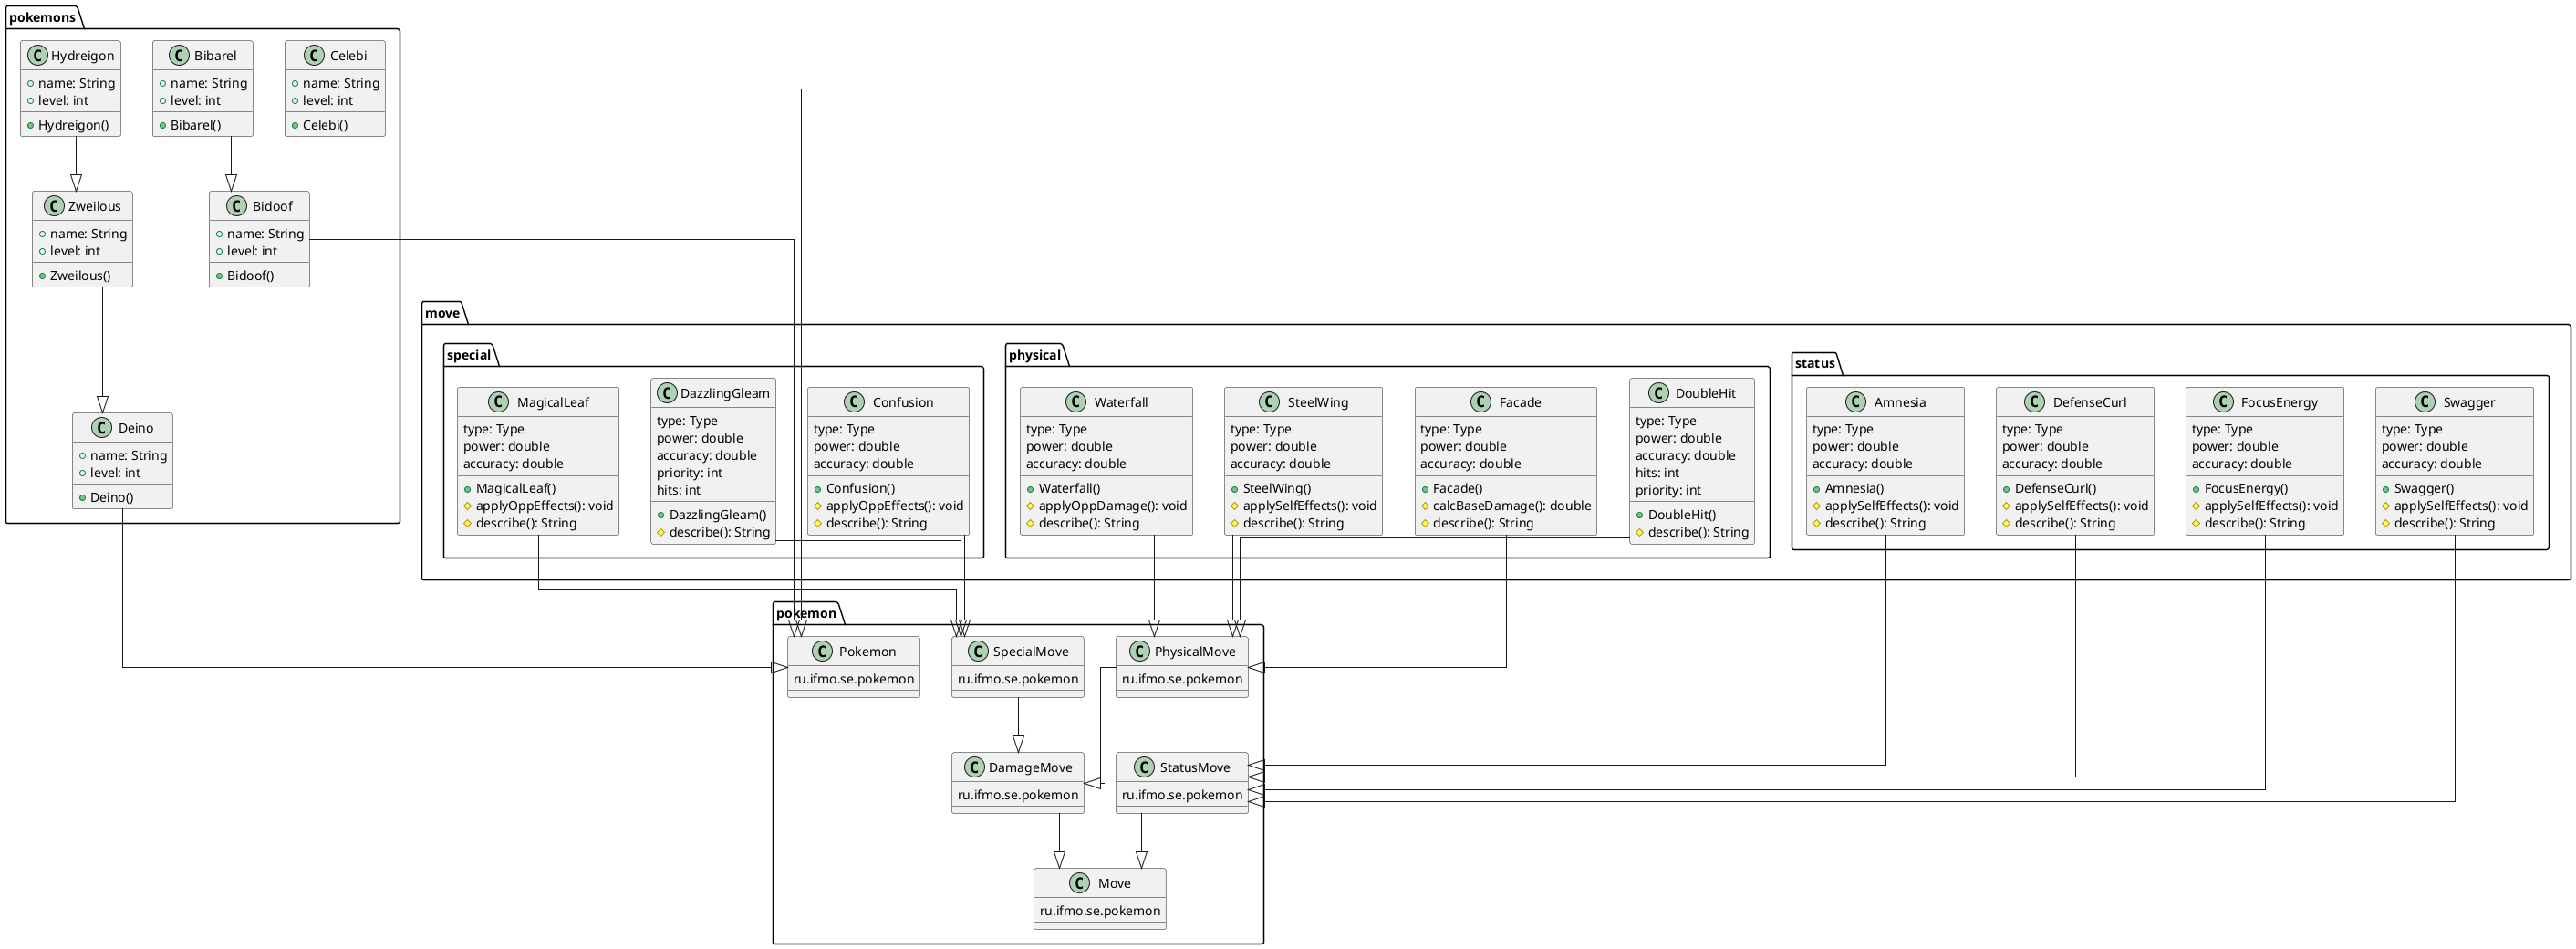 pokemons
Hydreigon
name: String
level: int
Hydreigon()
Bibarel
name: String
level: int
Bibarel()
Celebi
name: String
level: int
Celebi()
Zweilous
name: String
level: int
Zweilous()
Bidoof
name: String
level: int
Bidoof()
Deino
name: String
level: int
Deino()
move
special
MagicalLeaf
type: Type
power: double
accuracy: double
MagicalLeaf()
applyOppEffects(): void
describe(): String
DazzlingGleam
type: Type
power: double
accuracy: double
priority: int
hits: int
DazzlingGleam()
describe(): String
Confusion
type: Type
power: double
accuracy: double
Confusion()
applyOppEffects(): void
describe(): String
physical
Waterfall
type: Type
power: double
accuracy: double
Waterfall()
applyOppDamage(): void
describe(): String
SteelWing
type: Type
power: double
accuracy: double
SteelWing()
applySelfEffects(): void
describe(): String
Facade
type: Type
power: double
accuracy: double
Facade()
calcBaseDamage(): double
describe(): String
DoubleHit
type: Type
power: double
accuracy: double
hits: int
priority: int
DoubleHit()
describe(): String
status
Amnesia
type: Type
power: double
accuracy: double
Amnesia()
applySelfEffects(): void
describe(): String
DefenseCurl
type: Type
power: double
accuracy: double
DefenseCurl()
applySelfEffects(): void
describe(): String
FocusEnergy
type: Type
power: double
accuracy: double
FocusEnergy()
applySelfEffects(): void
describe(): String
Swagger
type: Type
power: double
accuracy: double
Swagger()
applySelfEffects(): void
describe(): String
pokemon
Pokemon
ru.ifmo.se.pokemon
SpecialMove
ru.ifmo.se.pokemon
PhysicalMove
ru.ifmo.se.pokemon
DamageMove
ru.ifmo.se.pokemon
StatusMove
ru.ifmo.se.pokemon
Move
ru.ifmo.se.pokemon